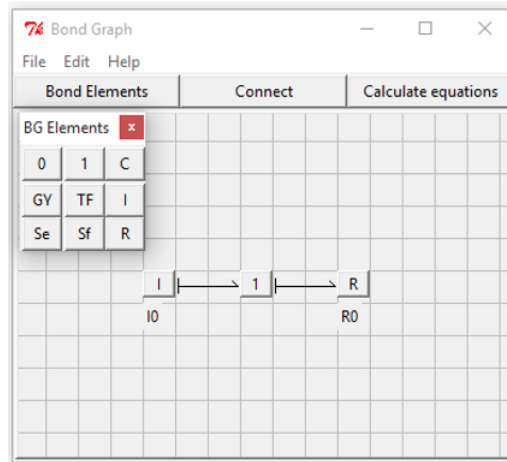 Bond Graph
File Edit Help
Bond Elements Connect Calculate equations
BG Elements x
0 1 C
GY TF I
Se Sf R
I 1 R
I0 R0